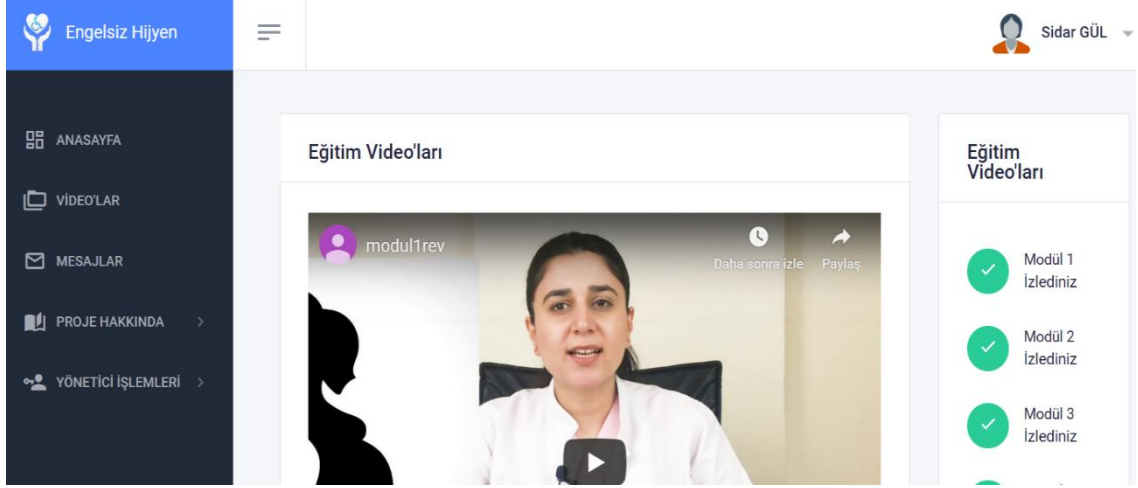 Engelsiz Hijyen
Sidar GÜL
ANASAYFA
VİDEO'LAR
MESAJLAR
PROJE HAKKINDA
YÖNETİCİ İŞLEMLERİ
Eğitim Video'ları
modul1rev
Daha sonra izle
Paylaş
Eğitim
Video'ları
Modül 1
İzlediniz
Modül 2
İzlediniz
Modül 3
İzlediniz